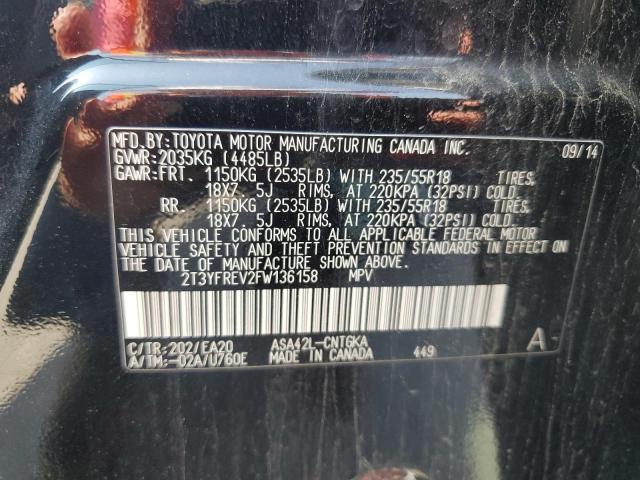 MFD.BY:TOYOTA MOTOR MANUFACTURING CANADA INC. 09/14
GVWR:2035KG (4485LB)
GAWR:FRT. 1150KG (2535LB) WITH 235/55R18 TIRES,
18X7.5J RIMS, AT 220KPA (32PSI) COLD.
RR. 1150KG (2535LB) WITH 235/55R18 TIRES,
18X7.5J RIMS, AT 220KPA (32PSI) COLD.
THIS VEHICLE CONFORMS TO ALL APPLICABLE FEDERAL MOTOR
VEHICLE SAFETY AND THEFT PREVENTION STANDARDS IN EFFECT ON
THE DATE OF MANUFACTURE SHOWN ABOVE.
2T3YFREV2FW136158 MPV
C/TR:202/EA20 ASA42L-CNTGKA A-
A/TM:-02A/U760E MADE IN CANADA 449